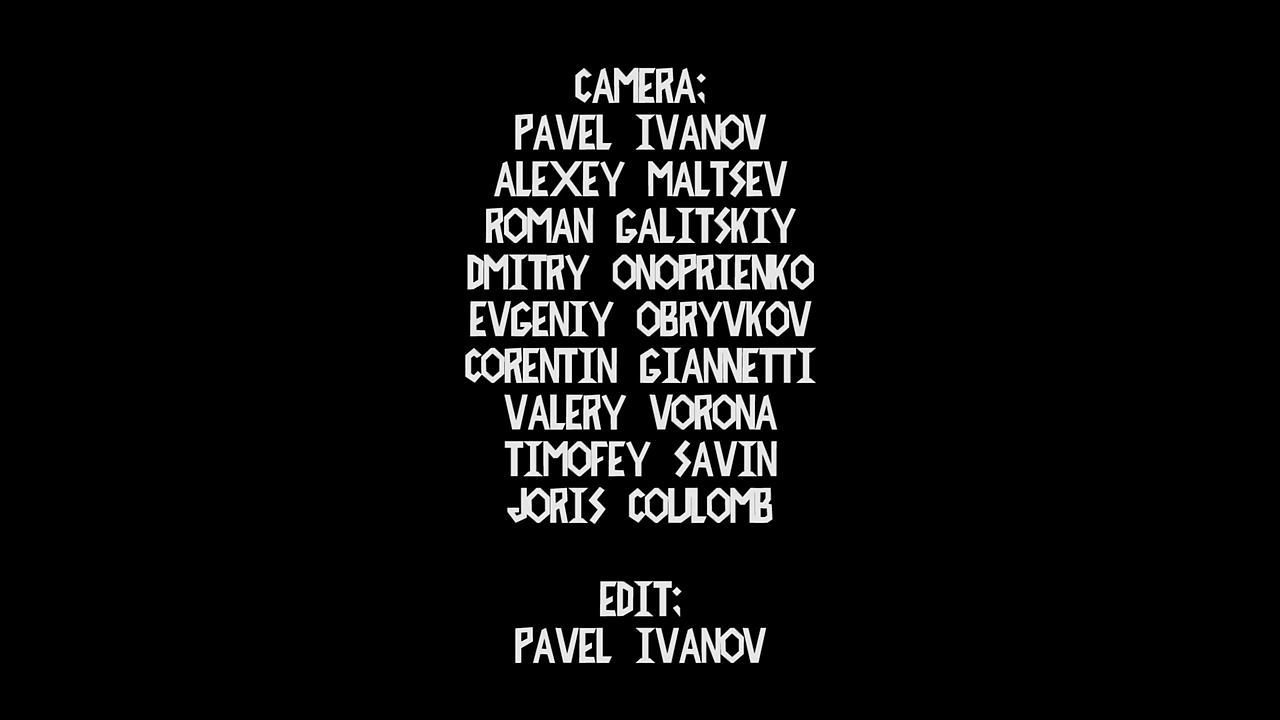 CAMERA:
PAVEL IVANOV
ALEXEY MALTSEV
ROMAN GALITSKIY
DMITRY ONOPRIENKO
EVGENIY OBRYVKOV
CORENTIN GIANNETTI
VALERY VORONA
TIMOFEY SAVIN
JORIS COULOMB
EDIT:
PAVEL IVANOV